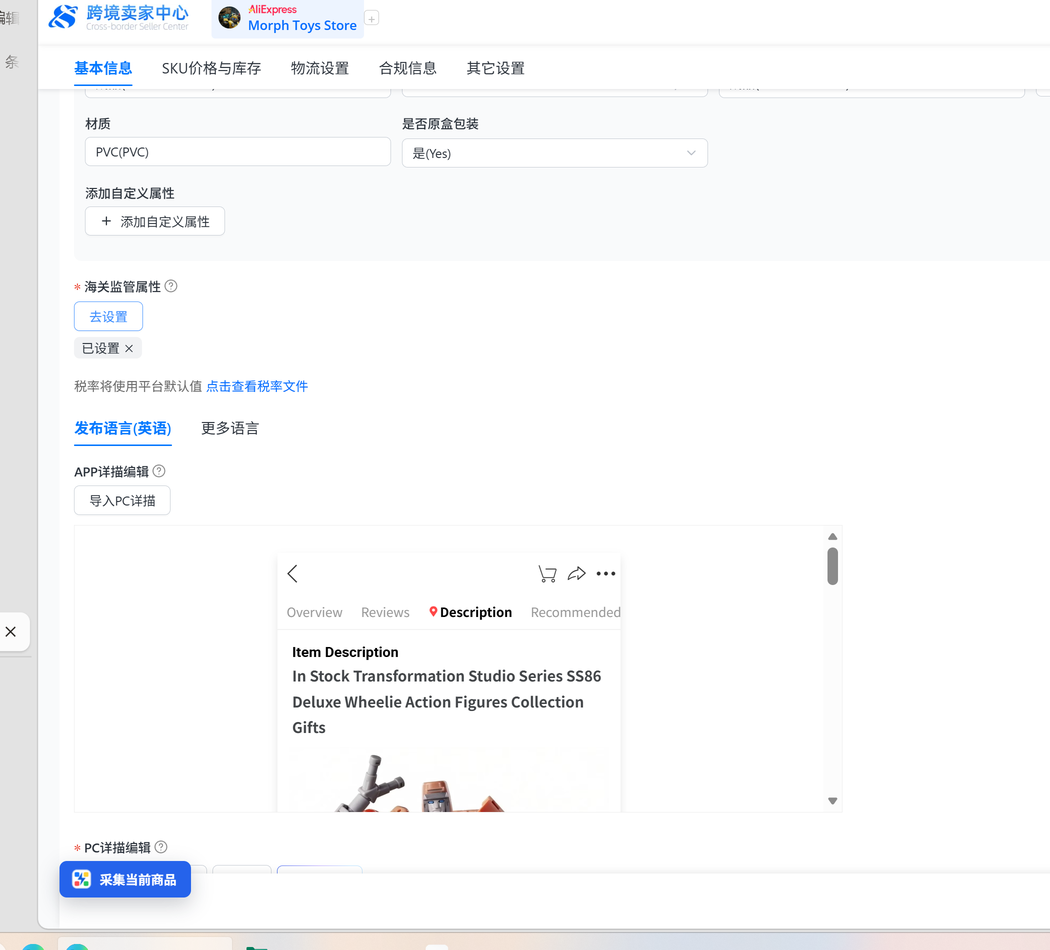 编辑
跨境卖家中心
Cross-border Seller Center
AliExpress
Morph Toys Store
条
基本信息
SKU价格与库存
物流设置
合规信息
其它设置
材质
是否原盒包装
PVC(PVC)
是(Yes)
添加自定义属性
+ 添加自定义属性
* 海关监管属性
去设置
已设置 ×
税率将使用平台默认值 点击查看税率文件
发布语言(英语)
更多语言
APP详描编辑
导入PC详描
Overview
Reviews
Description
Recommended
Item Description
In Stock Transformation Studio Series SS86
Deluxe Wheelie Action Figures Collection
Gifts
* PC详描编辑
采集当前商品